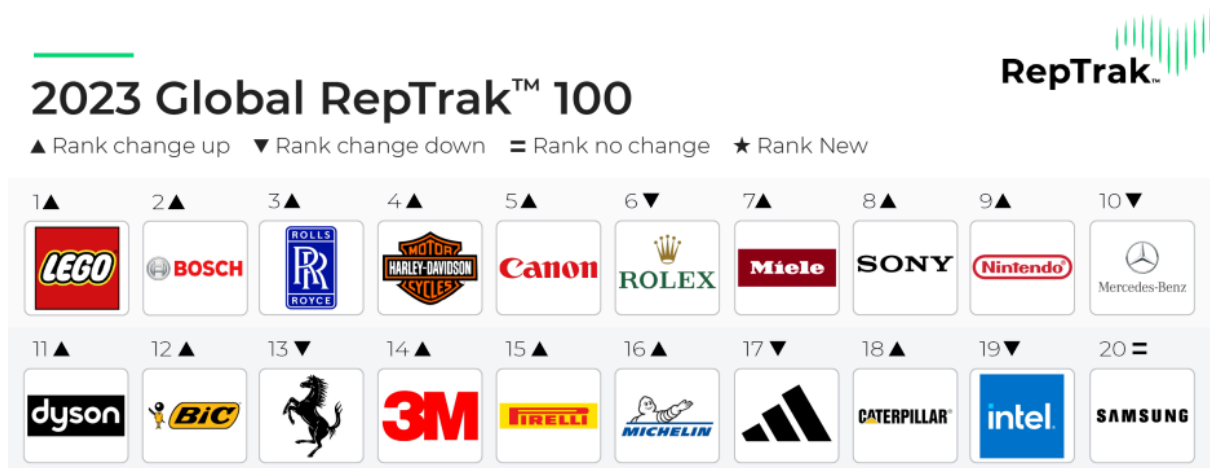 RepTrak™
2023 Global RepTrak™ 100
▲ Rank change up ▼ Rank change down = Rank no change ★ Rank New
1▲ 2▲ 3▲ 4▲ 5▲ 6▼ 7▲ 8▲ 9▲ 10▼
LEGO BOSCH ROLLS RR ROYCE MOTOR HARLEY-DAVIDSON CYCLES Canon ROLEX Miele SONY Nintendo® Mercedes-Benz
11▲ 12▲ 13▼ 14▲ 15▲ 16▲ 17▼ 18▲ 19▼ 20=
dyson BIC 3M PIRELLI MICHELIN CATERPILLAR® intel. SAMSUNG